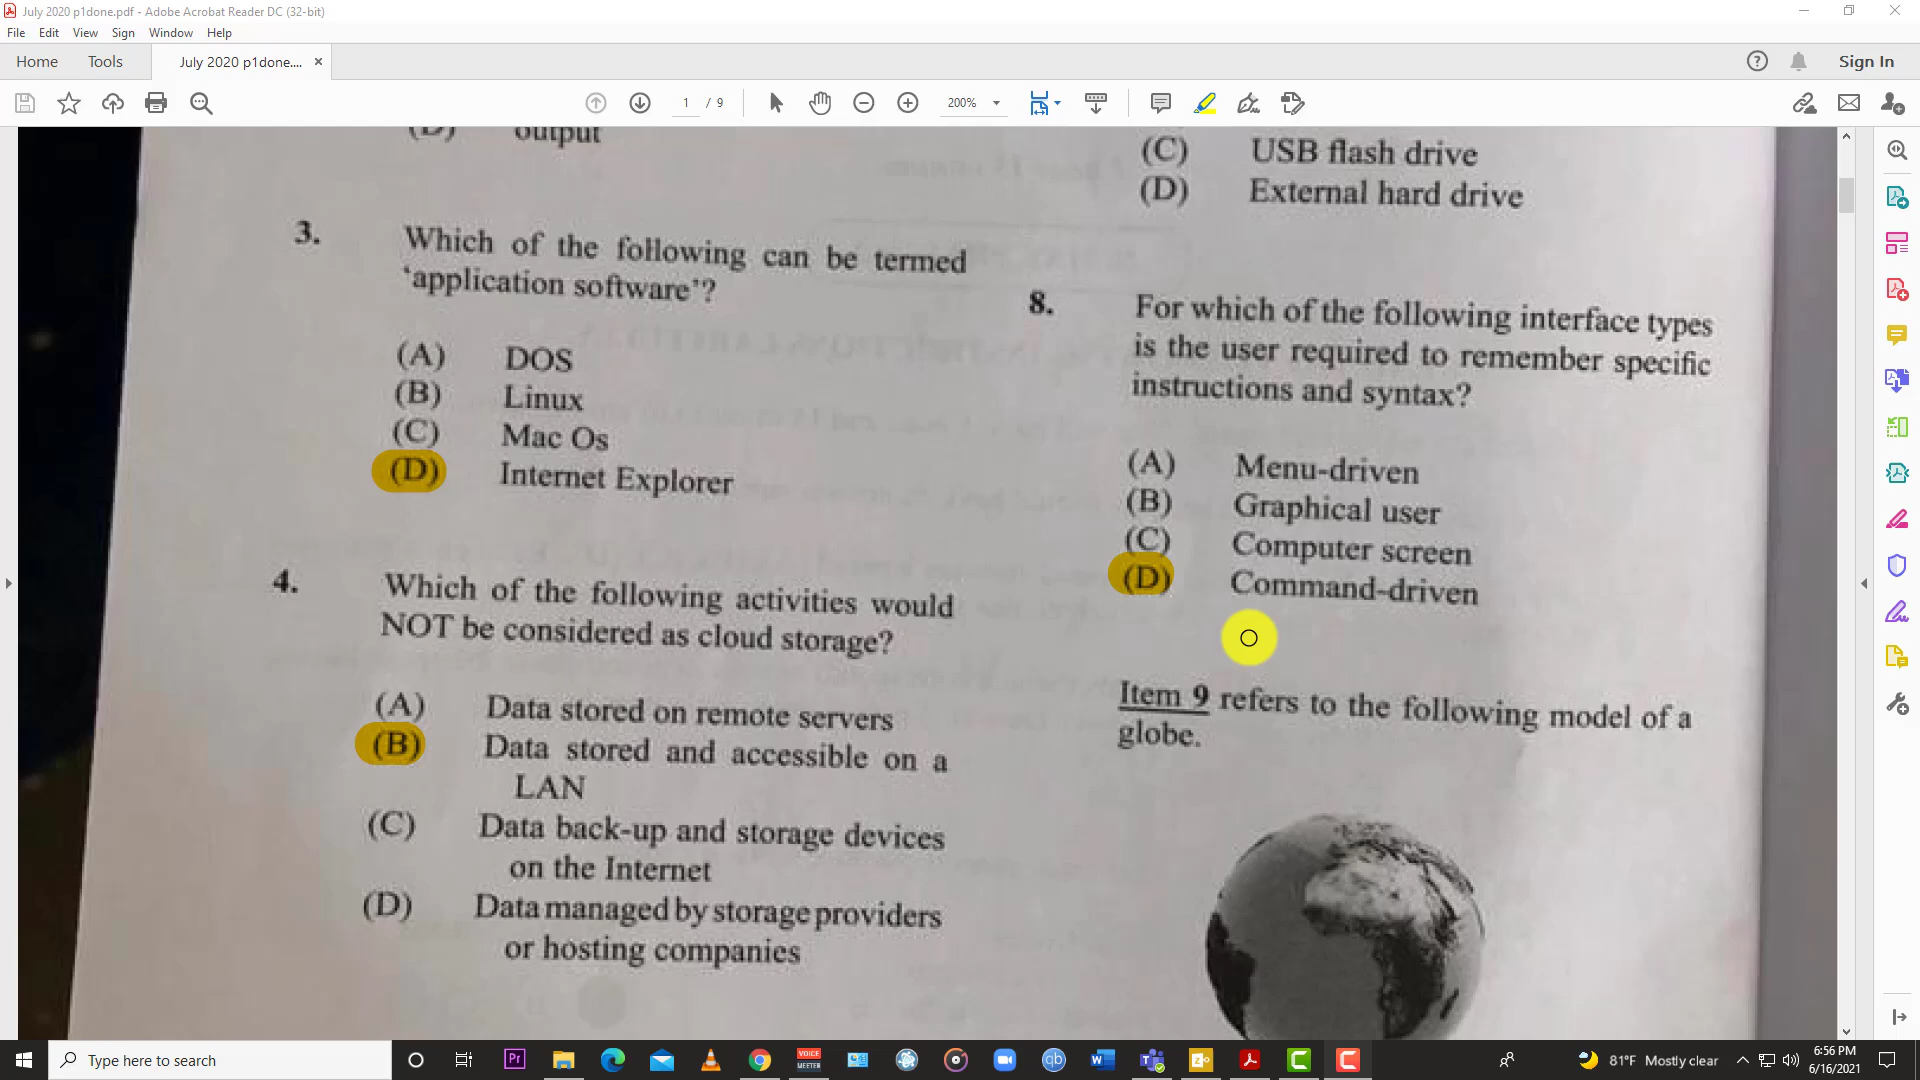 July 2020 p1done.pdf - Adobe Acrobat Reader DC (32-bit)
File Edit View Sign Window Help
Home Tools July 2020 p1done.... × Sign In
1 / 9 200%
(D) output
3. Which of the following can be termed
‘application software’?
(A) DOS
(B) Linux
(C) Mac Os
(D) Internet Explorer
4. Which of the following activities would
NOT be considered as cloud storage?
(A) Data stored on remote servers
(B) Data stored and accessible on a
LAN
(C) Data back-up and storage devices
on the Internet
(D) Data managed by storage providers
or hosting companies
(C) USB flash drive
(D) External hard drive
8. For which of the following interface types
is the user required to remember specific
instructions and syntax?
(A) Menu-driven
(B) Graphical user
(C) Computer screen
(D) Command-driven
Item 9 refers to the following model of a
globe.
Type here to search
Pr
VOICE
MEETER
qb
81°F Mostly clear
6:56 PM
6/16/2021